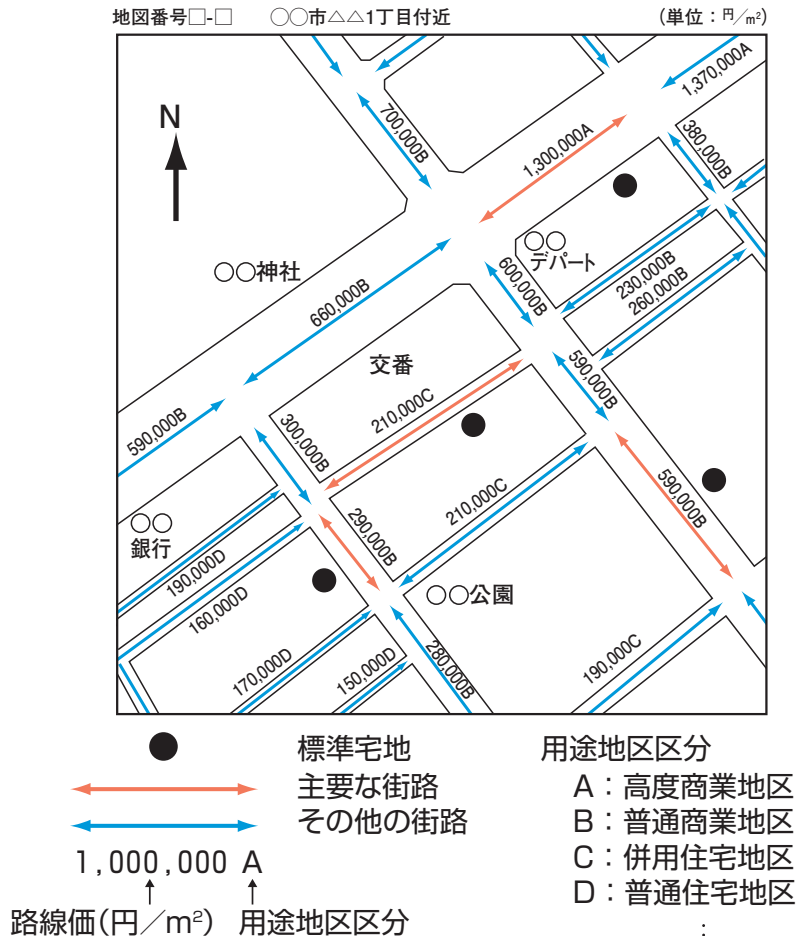 地図番号□-□ ○○市△△1丁目付近 (単位：円/㎡)
1,370,000A
700,000B
1,300,000A
380,000B
N
○○
デパート
○○神社
600,000B
230,000B
260,000B
660,000B
交番
590,000B
590,000B
210,000C
300,000B
590,000B
○○
銀行
290,000B
210,000C
190,000D
160,000D
○○公園
170,000D
150,000D
280,000B
190,000C
標準宅地
主要な街路
その他の街路
1,000,000 A
↑ ↑
路線価(円/m²) 用途地区区分
用途地区区分
A：高度商業地区
B：普通商業地区
C：併用住宅地区
D：普通住宅地区
：